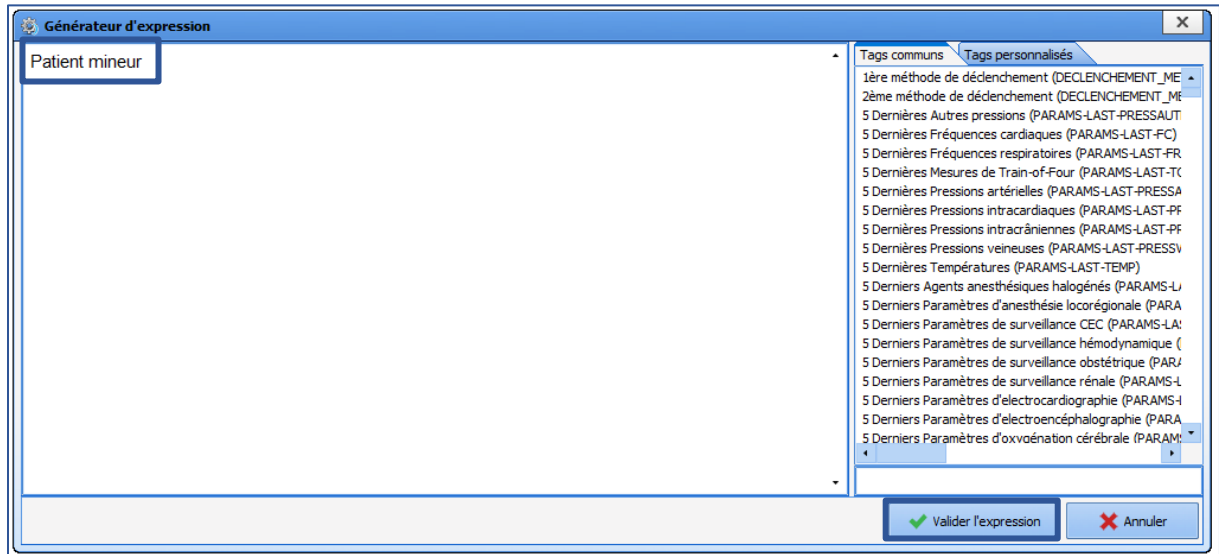 Générateur d'expression
Patient mineur
Tags communs
Tags personnalisés
1ère méthode de déclenchement (DECLENCHEMENT_ME
2ème méthode de déclenchement (DECLENCHEMENT_ME
5 Dernières Autres pressions (PARAMS-LAST-PRESSAUT
5 Dernières Fréquences cardiaques (PARAMS-LAST-FC)
5 Dernières Fréquences respiratoires (PARAMS-LAST-FR
5 Dernières Mesures de Train-of-Four (PARAMS-LAST-TO
5 Dernières Pressions artérielles (PARAMS-LAST-PRESSA
5 Dernières Pressions intracardiaques (PARAMS-LAST-PR
5 Dernières Pressions intracrâniennes (PARAMS-LAST-PR
5 Dernières Pressions veineuses (PARAMS-LAST-PRESSV
5 Dernières Températures (PARAMS-LAST-TEMP)
5 Derniers Agents anesthésiques halogénés (PARAMS-LA
5 Derniers Paramètres d'anesthésie locorégionale (PARA
5 Derniers Paramètres de surveillance CEC (PARAMS-LAS
5 Derniers Paramètres de surveillance hémodynamique (
5 Derniers Paramètres de surveillance obstétrique (PARA
5 Derniers Paramètres de surveillance rénale (PARAMS-L
5 Derniers Paramètres d'electrocardiographie (PARAMS-
5 Derniers Paramètres d'electroencéphalographie (PARA
5 Derniers Paramètres d'oxygénation cérébrale (PARAMS
Valider l'expression
Annuler